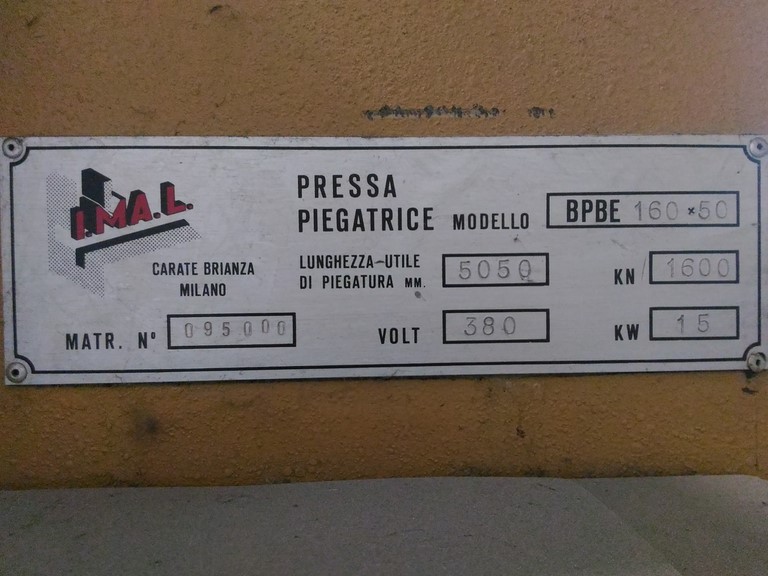 I.MA.L.
CARATE BRIANZA
MILANO
PRESSA
PIEGATRICE MODELLO BPBE 160×50
LUNGHEZZA UTILE
DI PIEGATURA MM. 5050
KN 1600
MATR. N° 095000
VOLT 380
KW 15